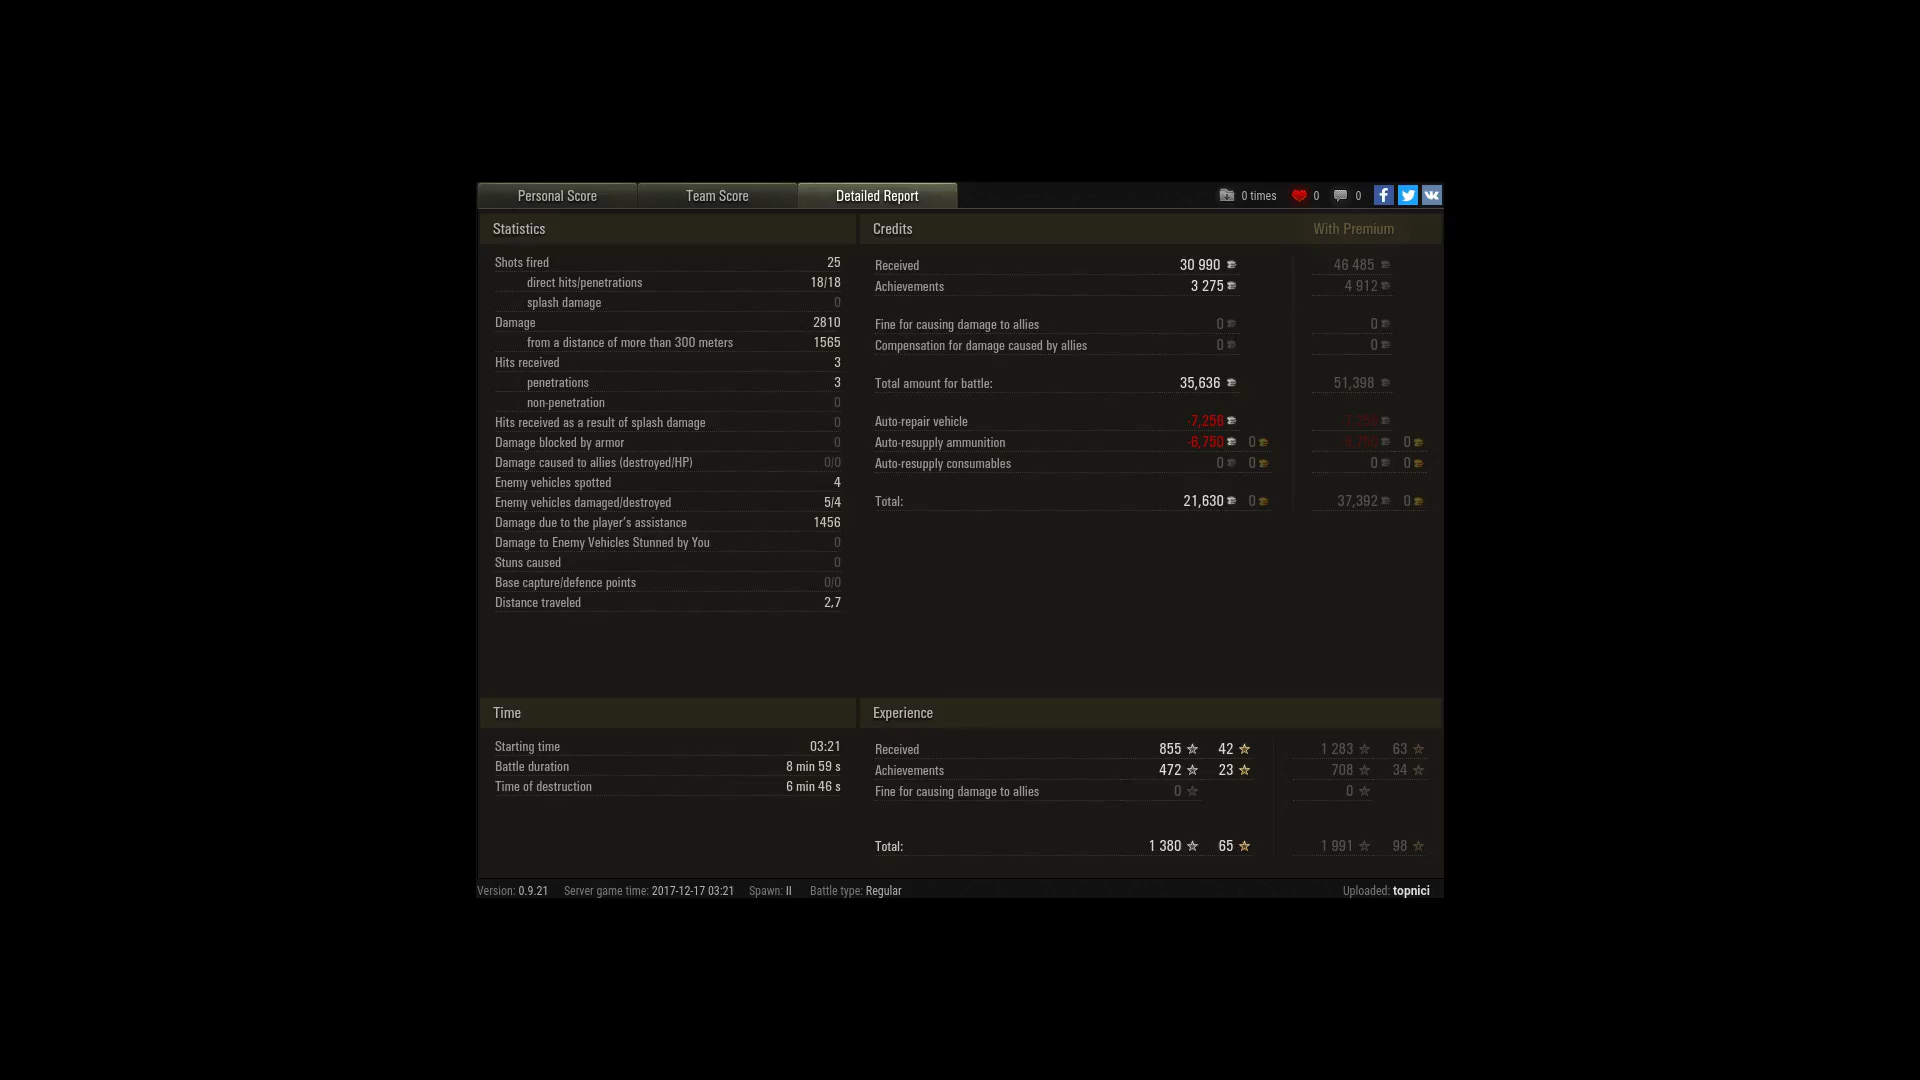 Personal Score Team Score Detailed Report 0 times 0 0
Statistics
Shots fired 25
direct hits/penetrations 18/18
splash damage 0
Damage 2810
from a distance of more than 300 meters 1565
Hits received 3
penetrations 3
non-penetration 0
Hits received as a result of splash damage 0
Damage blocked by armor 0
Damage caused to allies (destroyed/HP) 0/0
Enemy vehicles spotted 4
Enemy vehicles damaged/destroyed 5/4
Damage due to the player's assistance 1456
Damage to Enemy Vehicles Stunned by You 0
Stuns caused 0
Base capture/defence points 0/0
Distance traveled 2,7
Credits With Premium
Received 30 990 46 485
Achievements 3 275 4 912
Fine for causing damage to allies 0 0
Compensation for damage caused by allies 0 0
Total amount for battle: 35,636 51,398
Auto-repair vehicle -7,256
Auto-resupply ammunition -6,750 0 -6,750 0
Auto-resupply consumables 0 0 0 0
Total: 21,630 0 37,392 0
Time
Starting time 03:21
Battle duration 8 min 59 s
Time of destruction 6 min 46 s
Experience
Received 855 42 1 283 63
Achievements 472 23 708 34
Fine for causing damage to allies 0 0
Total: 1 380 65 1 991 98
Version: 0.9.21 Server game time: 2017-12-17 03:21 Spawn: II Battle type: Regular Uploaded: topnici